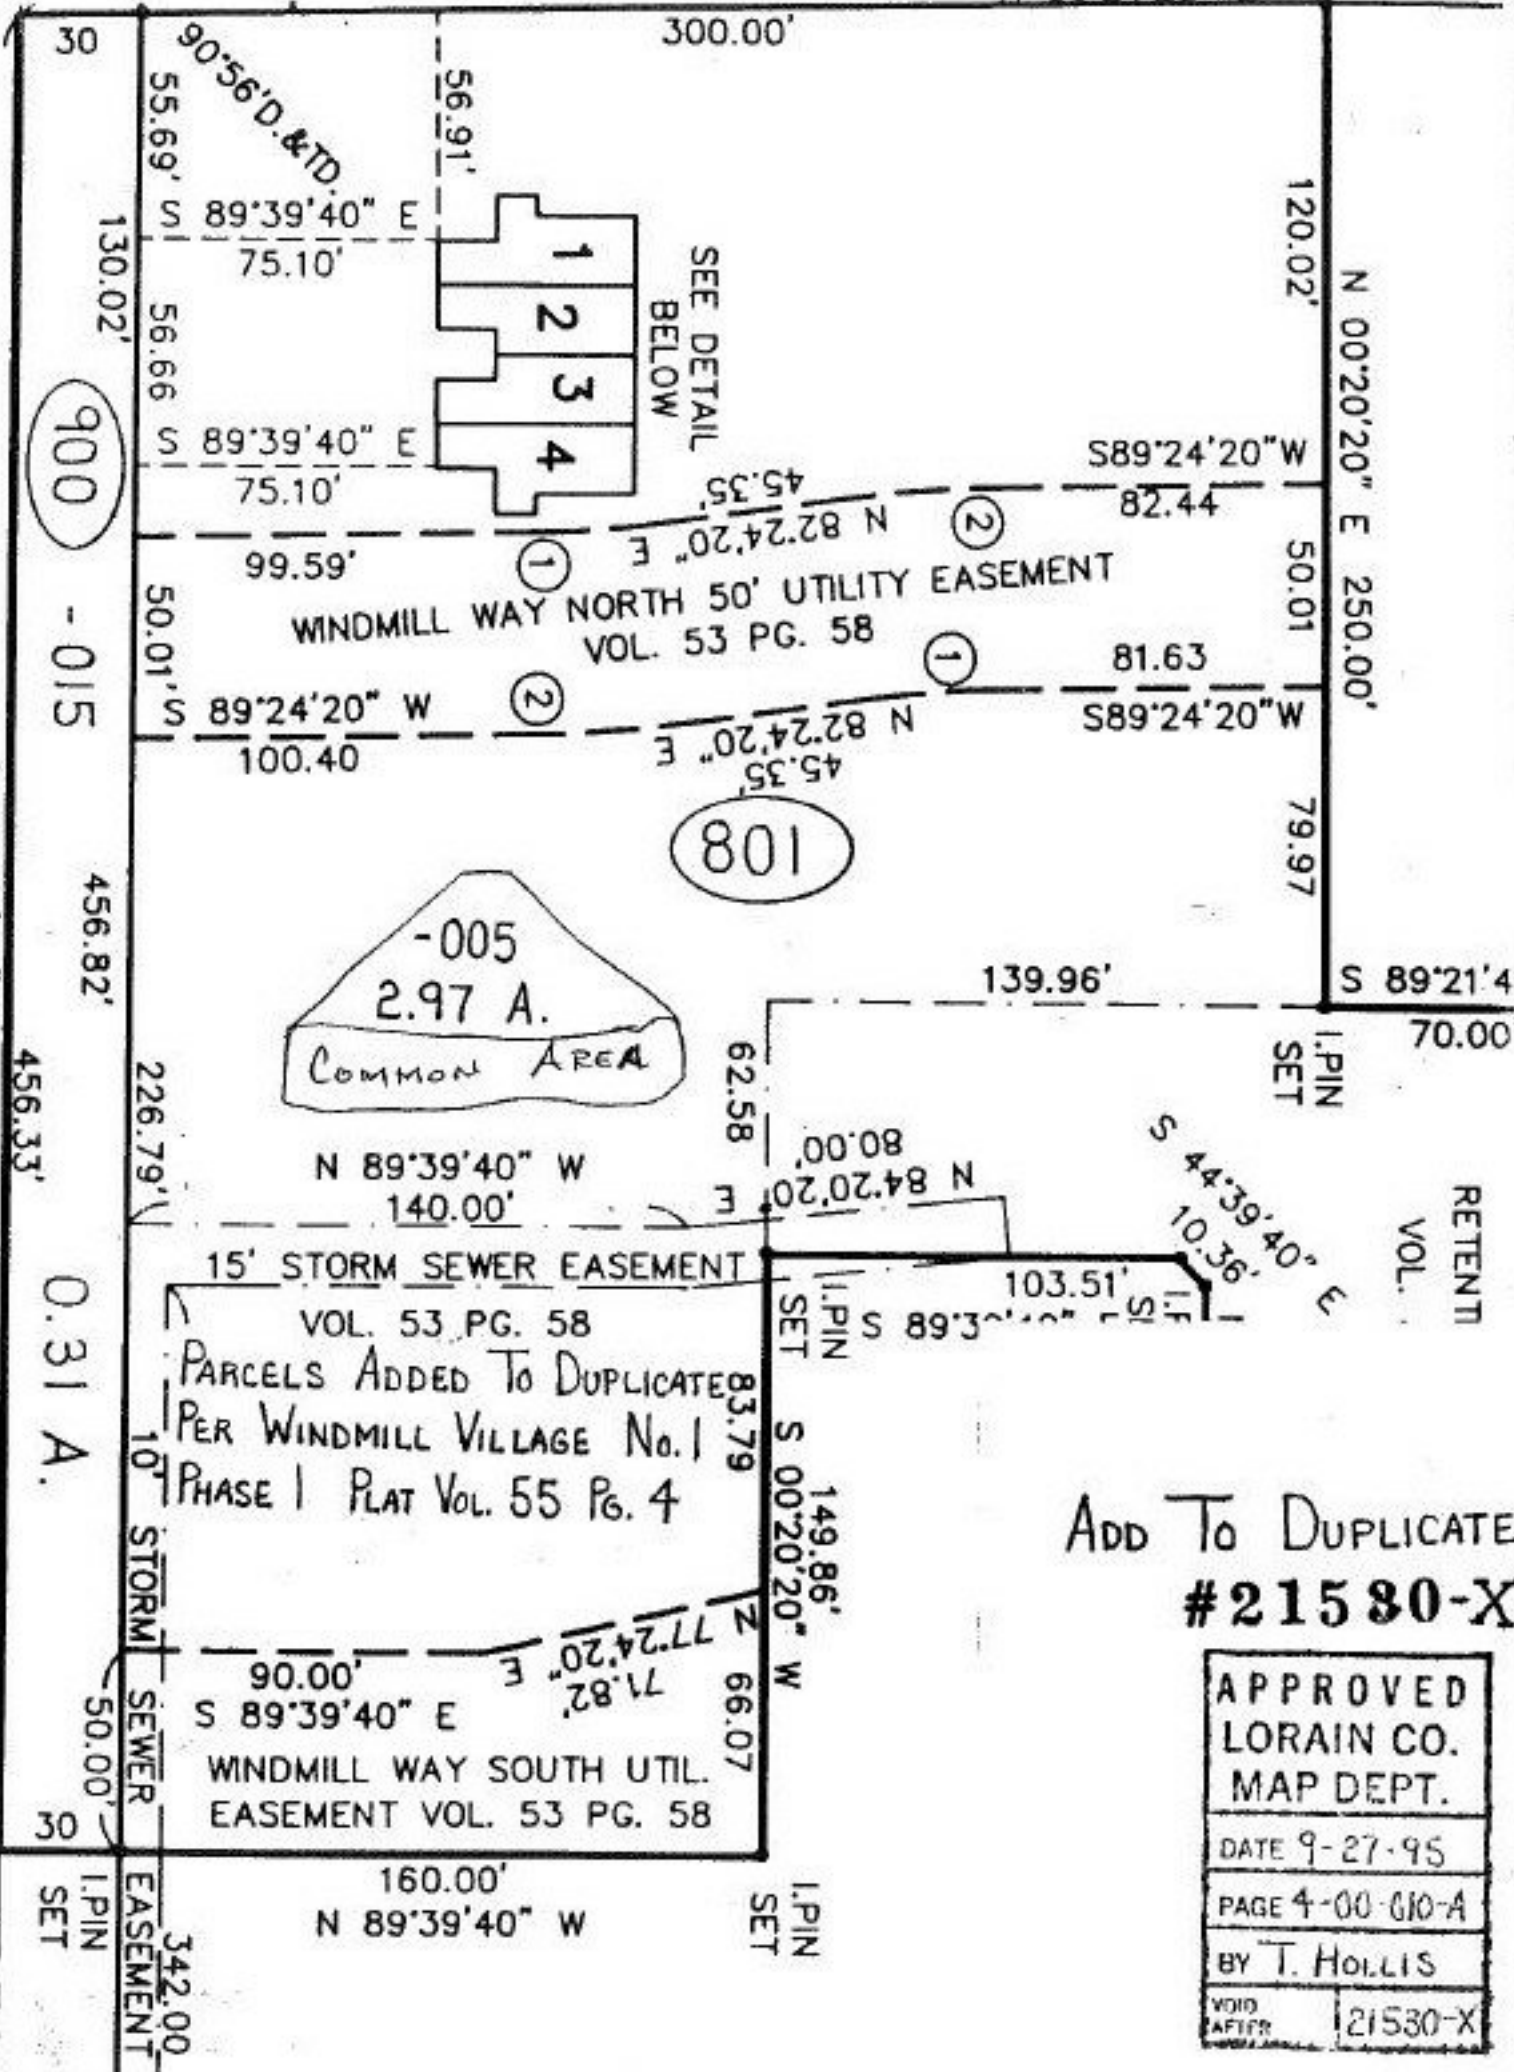 300.00'
30
90°56'D.&TD.
55.69'
56.91'
S 89°39'40" E
75.10'
130.02'
56.66
S 89°39'40" E
75.10'
1
2
3
4
SEE DETAIL
BELOW
120.02'
N 00°20'20" E 250.00'
S89°24'20"W
82.44
45.35'
N 82°24'20" E
2
1
99.59'
WINDMILL WAY NORTH 50' UTILITY EASEMENT
VOL. 53 PG. 58
50.01
50.01'
1
81.63
S89°24'20"W
S 89°24'20" W
100.40
2
N 82°24'20" E
45.35'
900
-015
801
79.97
-005
2.97 A.
COMMON AREA
139.96'
S 89°21'4
70.00
I.PIN
SET
456.82'
456.33'
226.79'
62.58
N 89°39'40" W
140.00'
N 84°20'20 E
80.00'
S 44°39'40" E
10.36'
RETENTI
VOL.
15' STORM SEWER EASEMENT
VOL. 53 PG. 58
103.51'
I.PIN
SET
PARCELS ADDED TO DUPLICATE
PER WINDMILL VILLAGE No. 1
PHASE 1 PLAT VOL. 55 PG. 4
0.31 A.
83.79
S 00°20'20" W
149.86'
10' STORM SEWER EASEMENT
ADD TO DUPLICATE
#21530-X
N 77°24'20" E
71.82'
90.00'
S 89°39'40" E
66.07
WINDMILL WAY SOUTH UTIL.
EASEMENT VOL. 53 PG. 58
50.00'
30
160.00'
N 89°39'40" W
I.PIN
SET
I.PIN
SET
342.00
APPROVED
LORAIN CO.
MAP DEPT.
DATE 9-27-95
PAGE 4-00-010-A
BY T. HOLLIS
VOID
AFTER 21530-X